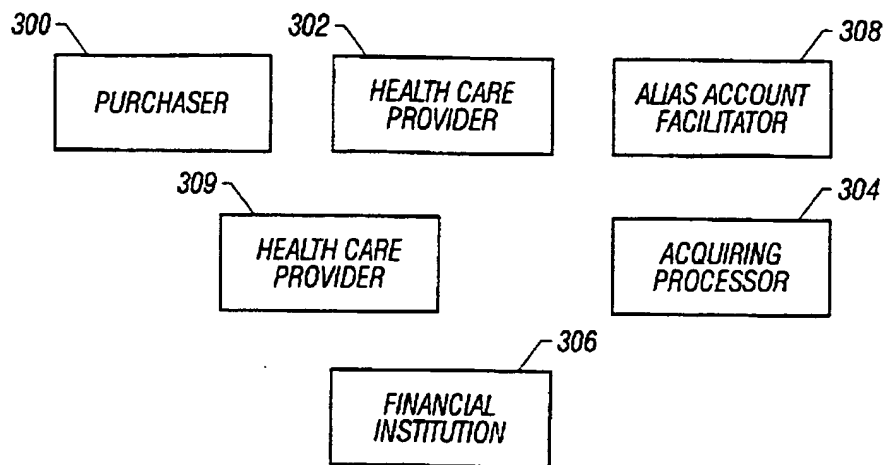 300
PURCHASER
302
HEALTH CARE
PROVIDER
308
ALIAS ACCOUNT
FACILITATOR
309
HEALTH CARE
PROVIDER
304
ACQUIRING
PROCESSOR
306
FINANCIAL
INSTITUTION